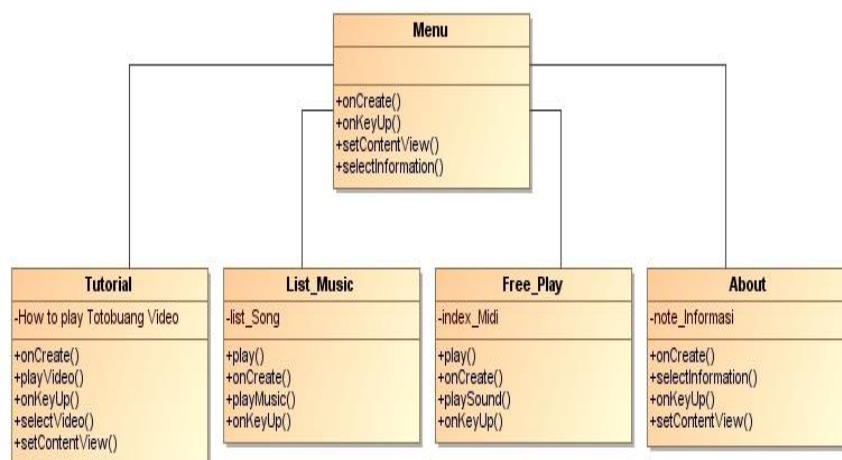 Menu
+onCreate()
+onKeyUp()
+setContentView()
+selectInformation()
Tutorial
-How to play Totobuang Video
+onCreate()
+playVideo()
+onKeyUp()
+selectVideo()
+setContentView()
List_Music
-list_Song
+play()
+onCreate()
+playMusic()
+onKeyUp()
Free_Play
-index_Midi
+play()
+onCreate()
+playSound()
+onKeyUp()
About
-note_Informasi
+onCreate()
+selectInformation()
+onKeyUp()
+setContentView()